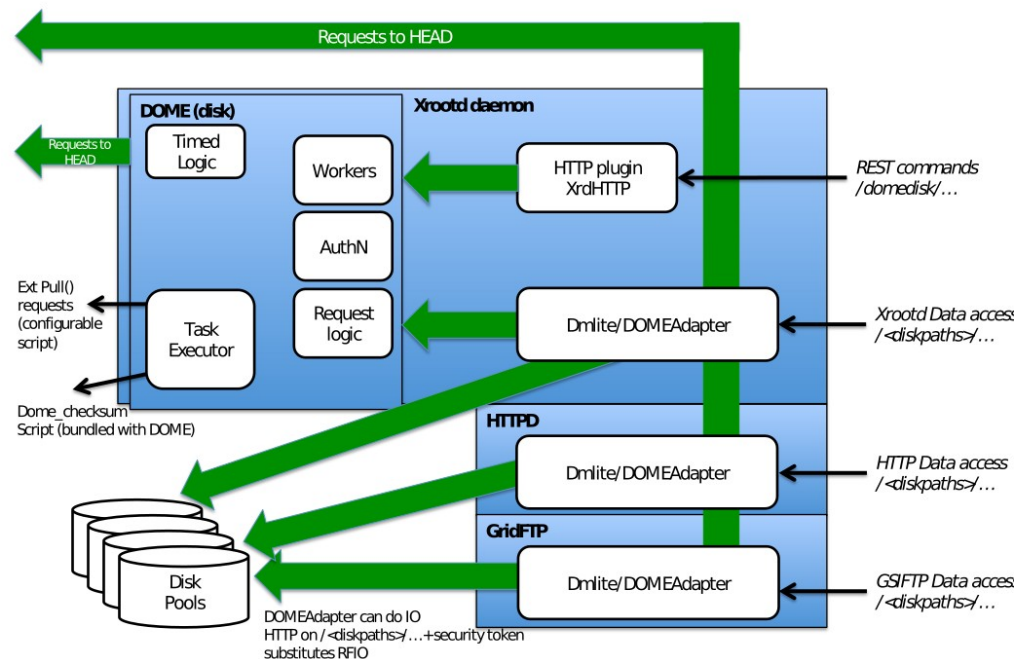 Requests to HEAD
DOME (disk)
Xrootd daemon
Requests to
HEAD
Timed
Logic
Workers
HTTP plugin
XrdHTTP
REST commands
/domedisk/…
AuthN
Ext Pull()
requests
(configurable
script)
Task
Executor
Request
logic
Dmlite/DOMEAdapter
Xrootd Data access
/<diskpaths>/…
Dome_checksum
Script (bundled with DOME)
HTTPD
Dmlite/DOMEAdapter
HTTP Data access
/<diskpaths>/…
GridFTP
Dmlite/DOMEAdapter
GSIFTP Data access
/<diskpaths>/…
Disk
Pools
DOMEAdapter can do IO
HTTP on /<diskpaths>/…+security token
substitutes RFIO